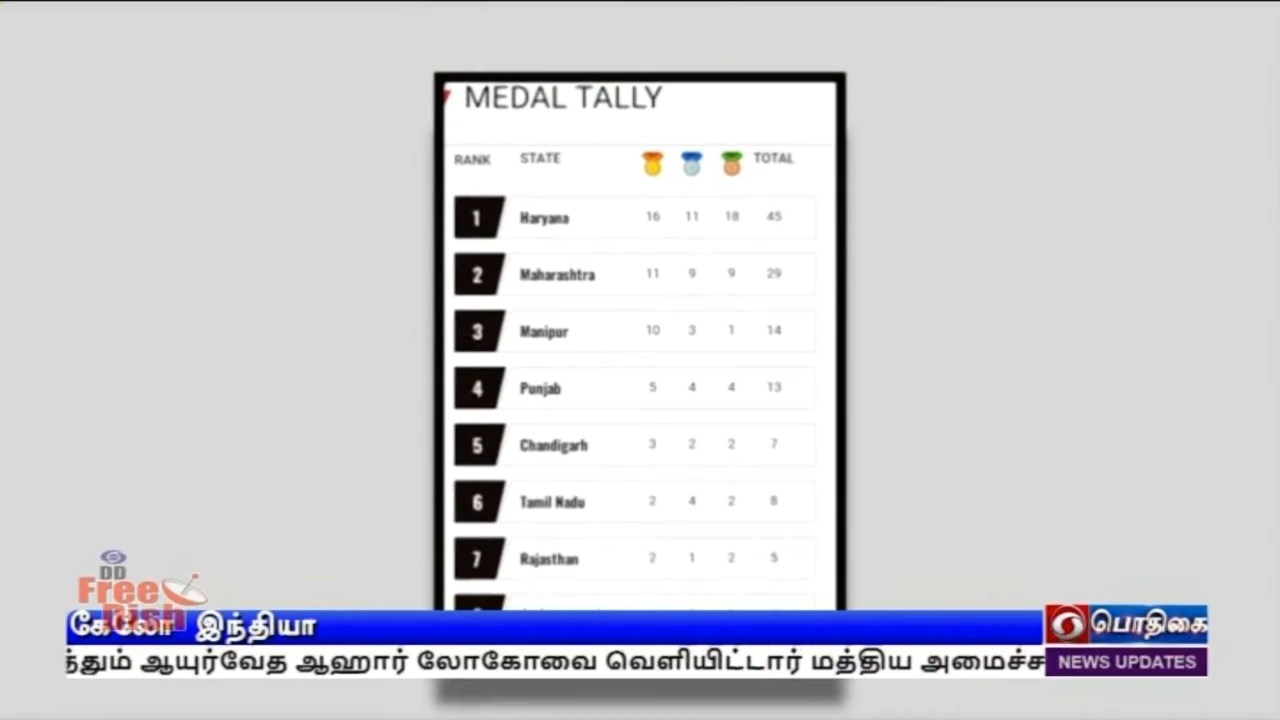 MEDAL TALLY
RANK STATE TOTAL
1 Haryana 16 11 18 45
2 Maharashtra 11 9 9 29
3 Manipur 10 3 1 14
4 Punjab 5 4 4 13
5 Chandigarh 3 2 2 7
6 Tamil Nadu 2 4 2 8
7 Rajasthan 2 1 2 5
DD
Free
Dish
கேலோ இந்தியா
பொதிகை
ஆயுர்வேத ஆஹார் லோகோவை வெளியிட்டார் மத்திய
NEWS UPDATES